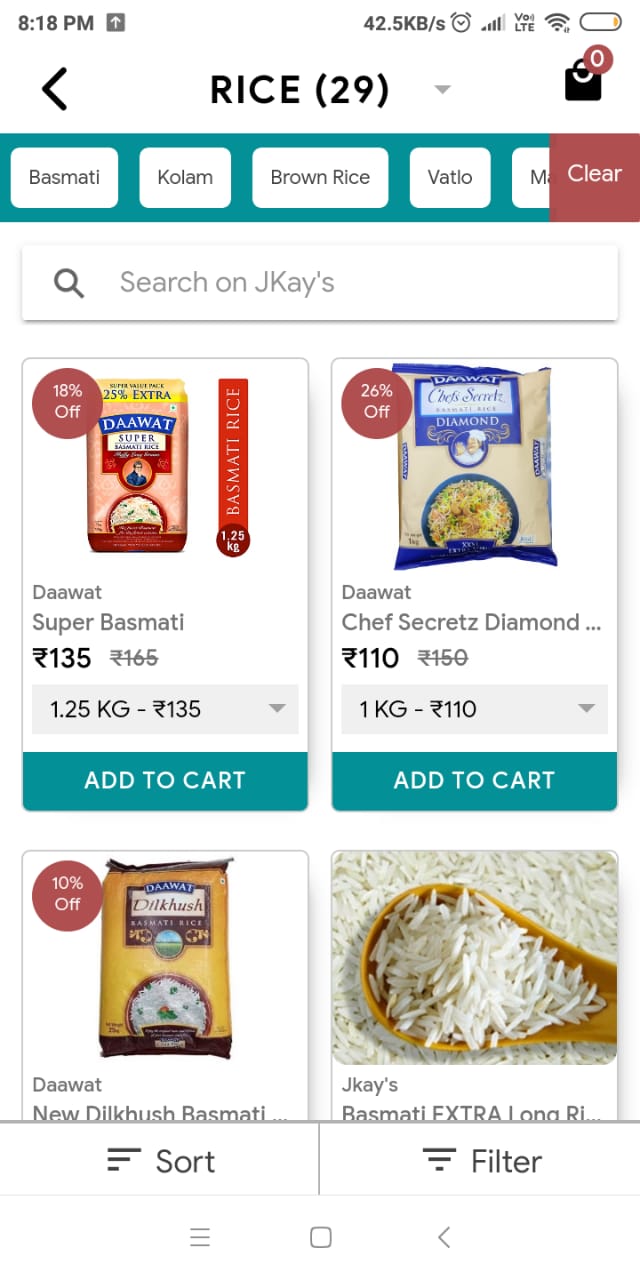 8:18 PM
42.5KB/s
Vo))
LTE
RICE (29)
0
Basmati
Kolam
Brown Rice
Vatlo
Ma
Clear
Search on JKay's
18%
Off
SUPER VALUE PACK
25% EXTRA
DAAWAT
SUPER
BASMATI RICE
BASMATI RICE
1.25
kg
26%
Off
DAAWAT
Chef's Secretz
BASMATI RICE
DIAMOND
Daawat
Super Basmati
₹135 ₹165
1.25 KG - ₹135
ADD TO CART
Daawat
Chef Secretz Diamond ...
₹110 ₹150
1 KG - ₹110
ADD TO CART
10%
Off
DAAWAT
Dilkhush
BASMATI RICE
Daawat
New Dilkhush Basmati ...
Jkay's
Basmati EXTRA Long Ri...
Sort
Filter